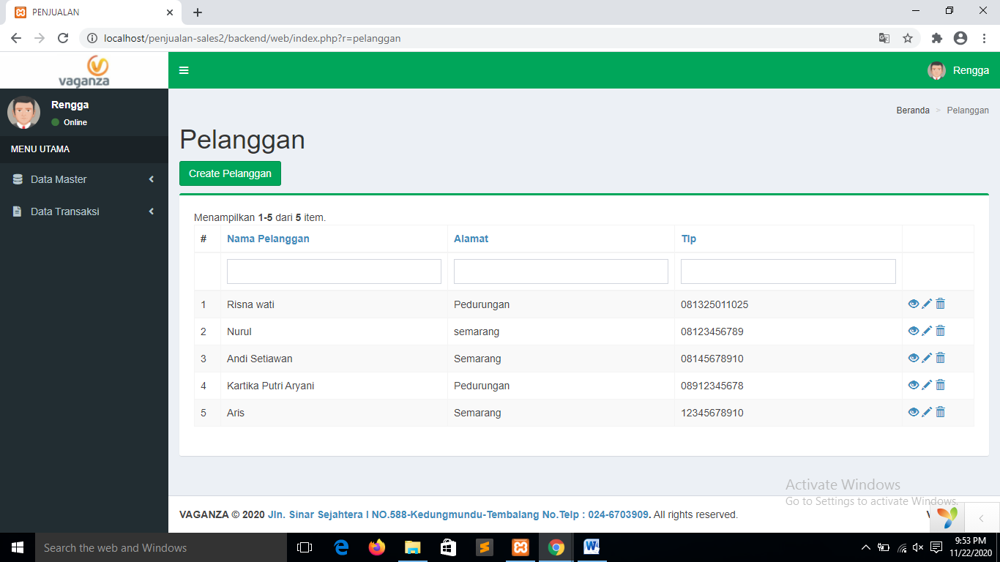 PENJUALAN
localhost/penjualan-sales2/backend/web/index.php?r=pelanggan
vaganza
Rengga
Rengga
Online
Beranda > Pelanggan
MENU UTAMA
Data Master
Data Transaksi
Pelanggan
Create Pelanggan
Menampilkan 1-5 dari 5 item.
# Nama Pelanggan Alamat Tlp
1 Risna wati Pedurungan 081325011025
2 Nurul semarang 08123456789
3 Andi Setiawan Semarang 08145678910
4 Kartika Putri Aryani Pedurungan 08912345678
5 Aris Semarang 12345678910
Activate Windows
Go to Settings to activate Windows.
VAGANZA © 2020 Jln. Sinar Sejahtera I NO.588-Kedungmundu-Tembalang No.Telp : 024-6703909. All rights reserved.
Search the web and Windows
9:53 PM
11/22/2020